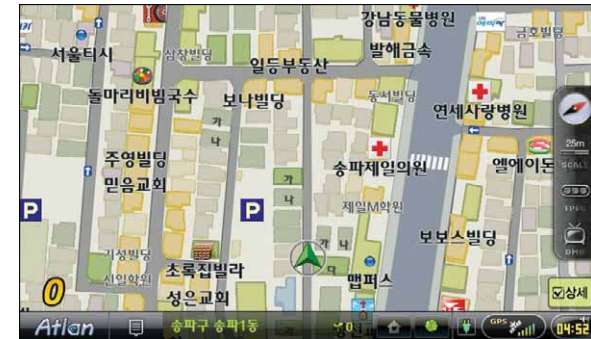 강남동물병원
금호빌딩
서울티시
삼창빌딩
발해금속
일등부동산
돌마리비빔국수
보나빌딩
동서빌딩
연세사랑병원
가
나
25m
SCALE
주영빌딩
믿음교회
송파제일의원
엘에이돈
가
나
TPEG
P
P
제일M학원
보보스빌딩
DMB
기성빌딩
신일학원
초록집빌라
가 나
맵퍼스
성은교회
0
상세
Atlan
송파구 송파1동
0
GPS
04:52